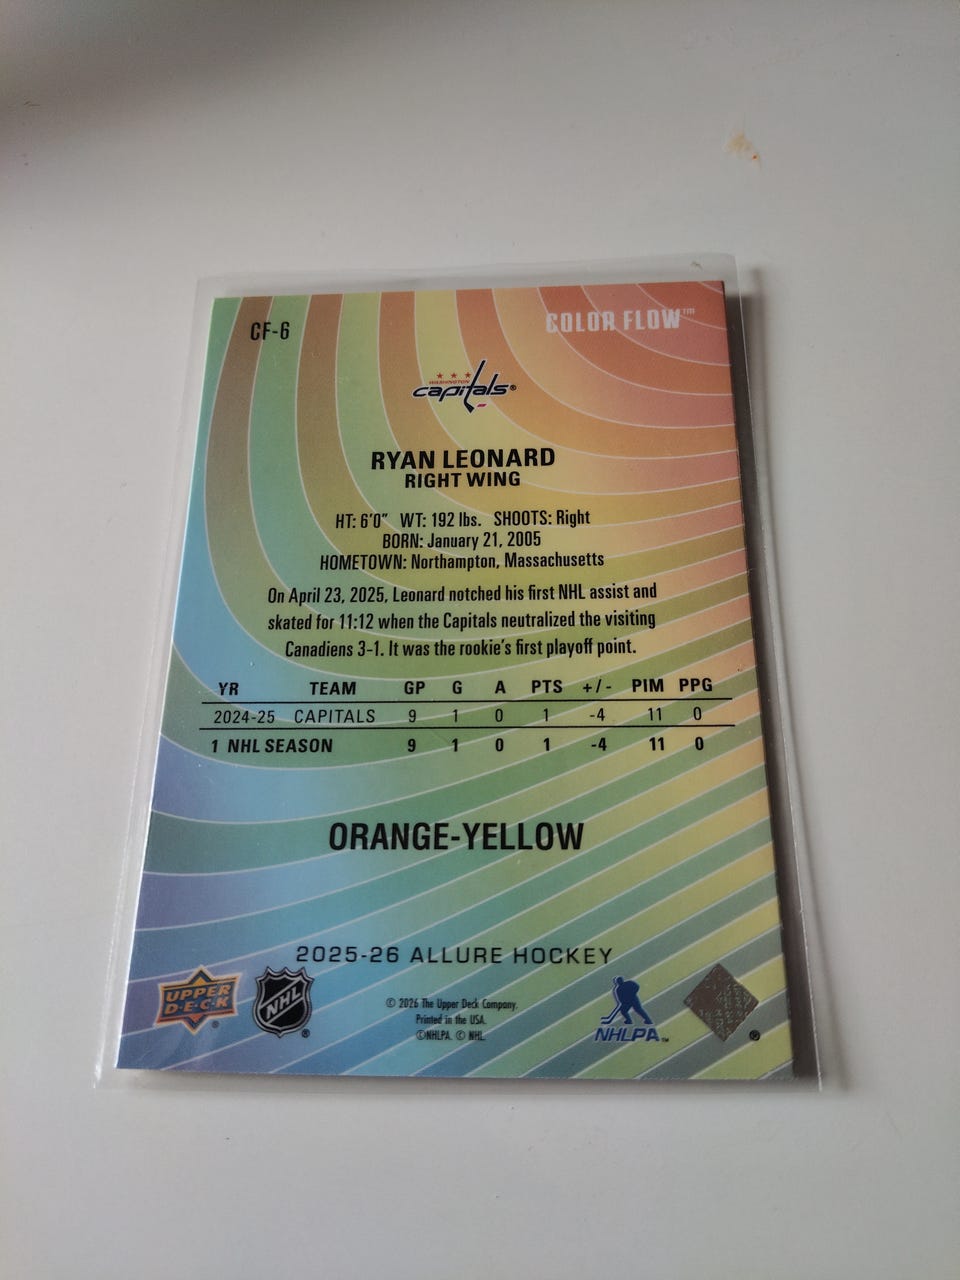 CF-6
COLOR FLOW™
WASHINGTON
capitals®
RYAN LEONARD
RIGHT WING
HT: 6'0" WT: 192 lbs. SHOOTS: Right
BORN: January 21, 2005
HOMETOWN: Northampton, Massachusetts
On April 23, 2025, Leonard notched his first NHL assist and
skated for 11:12 when the Capitals neutralized the visiting
Canadiens 3-1. It was the rookie's first playoff point.
YR TEAM GP G A PTS +/- PIM PPG
2024-25 CAPITALS 9 1 0 1 -4 11 0
1 NHL SEASON 9 1 0 1 -4 11 0
ORANGE-YELLOW
2025-26 ALLURE HOCKEY
UPPER
DECK®
NHL®
© 2026 The Upper Deck Company.
Printed in the USA.
©NHLPA. © NHL.
NHLPA™
®